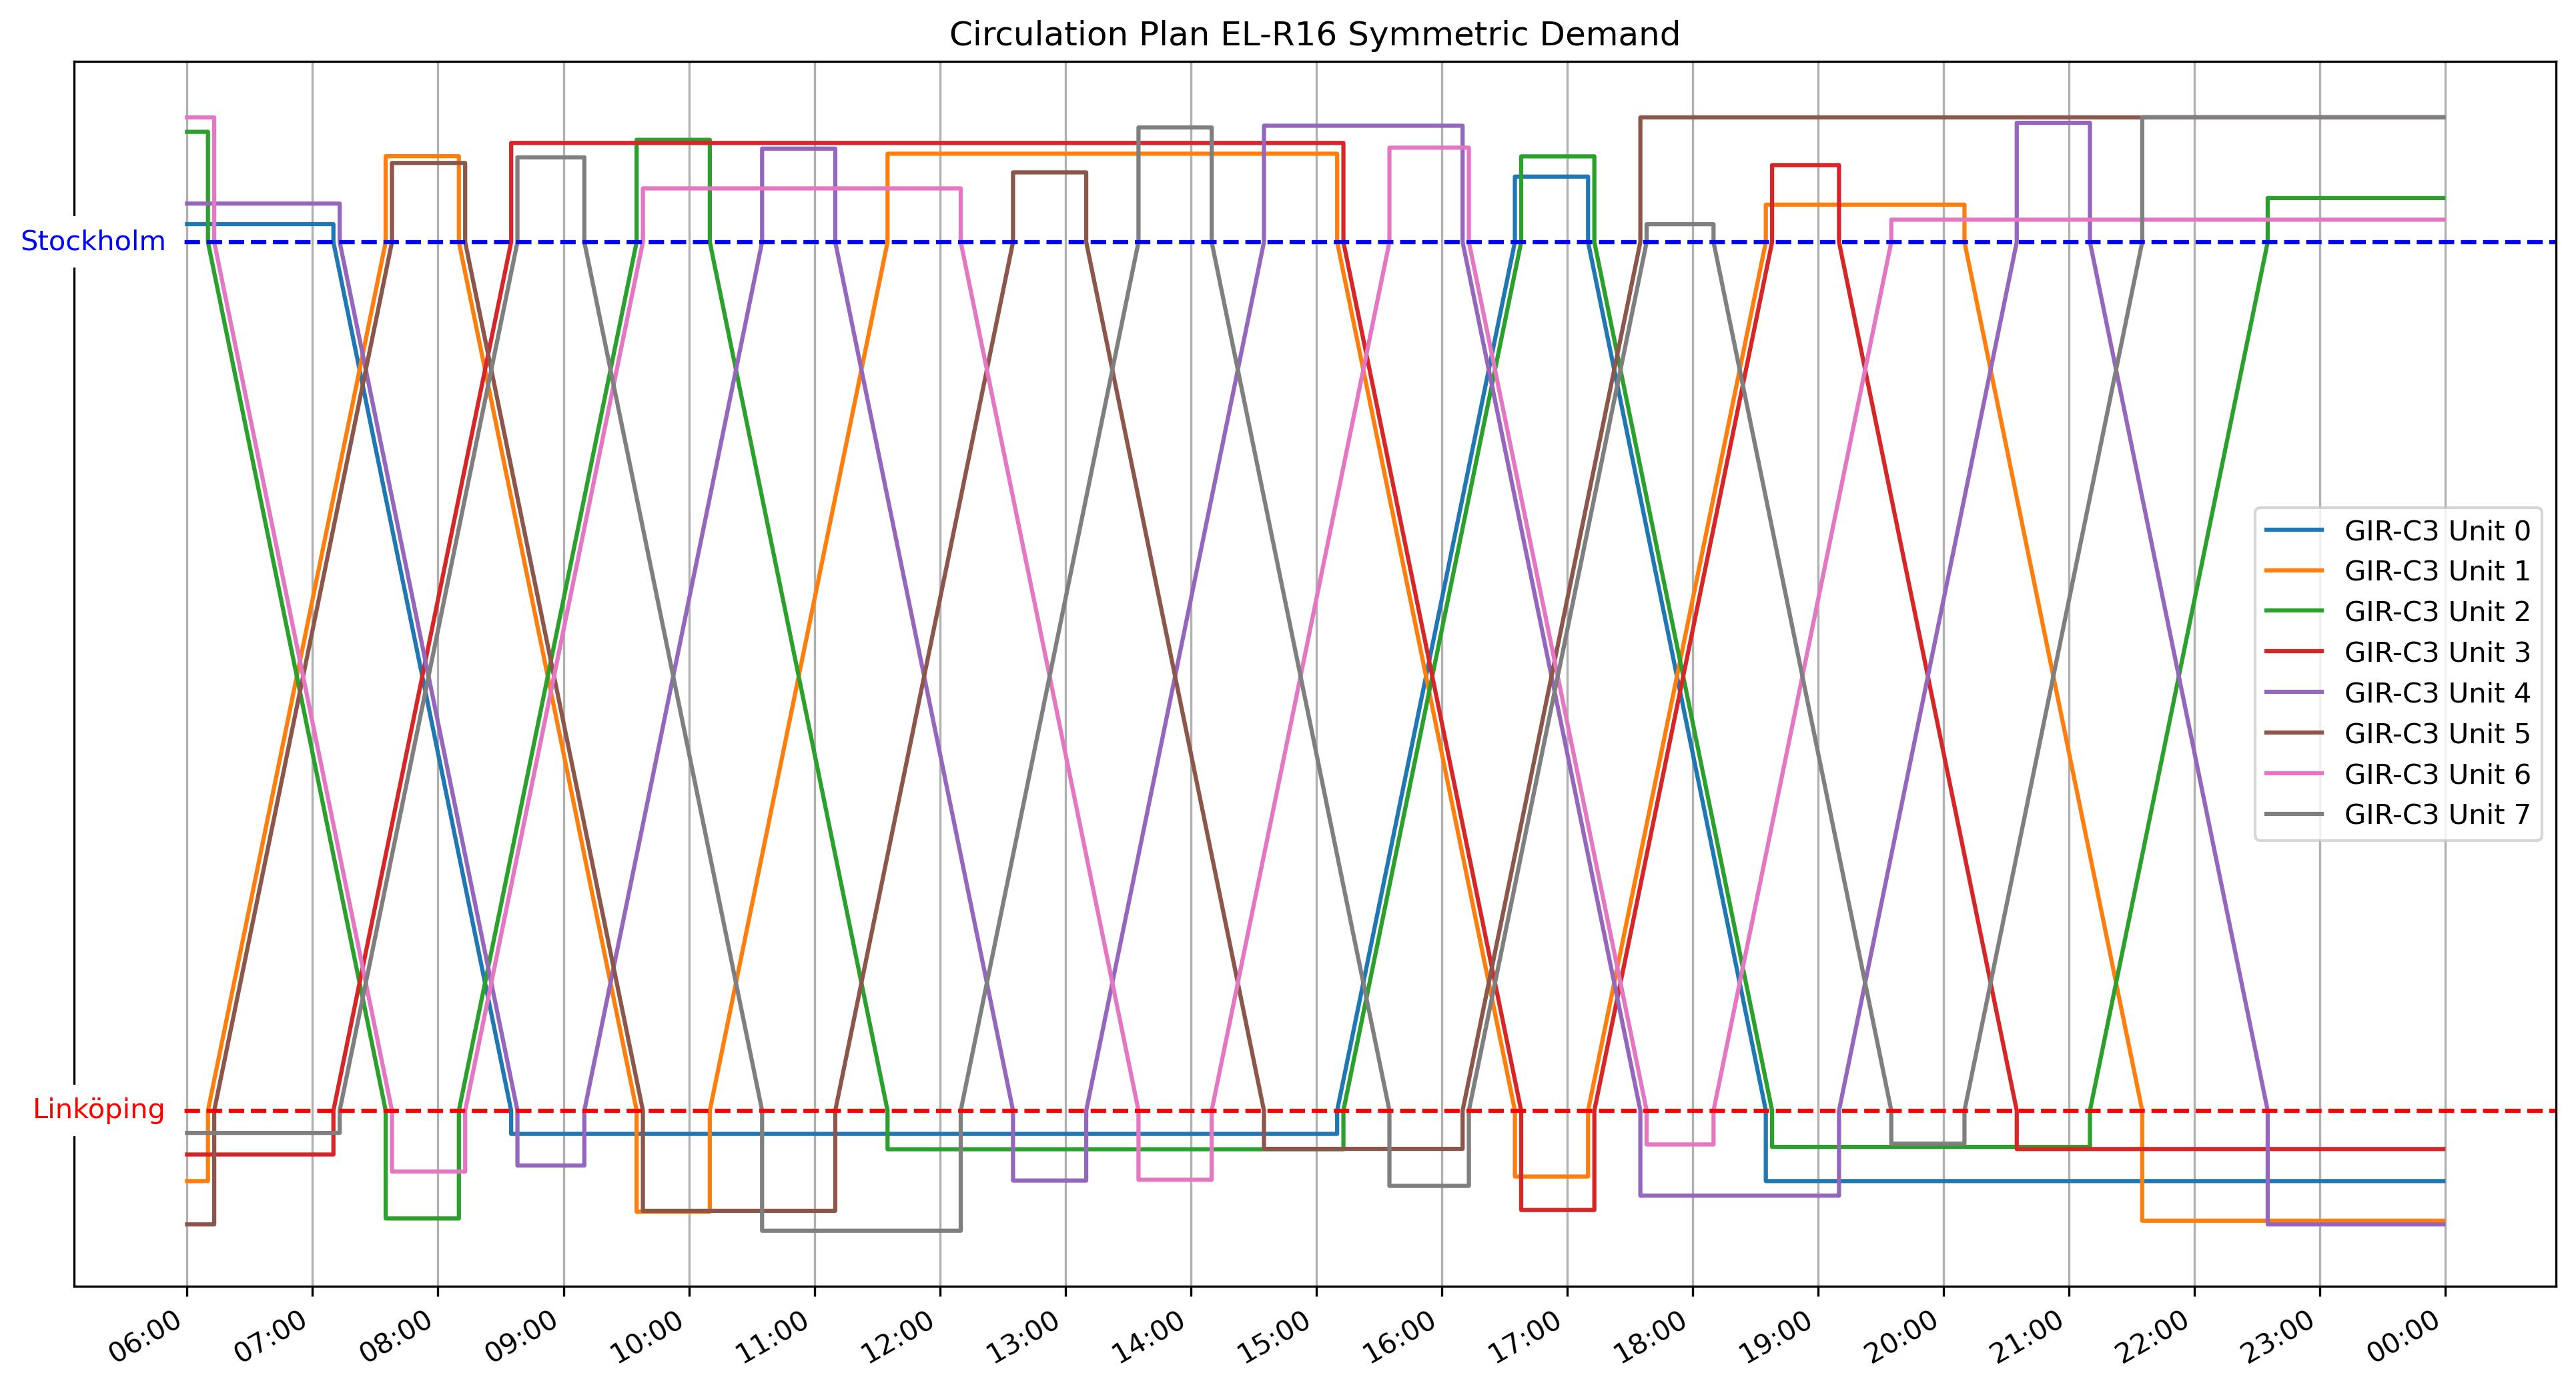 Circulation Plan EL-R16 Symmetric Demand
Stockholm
Linköping
GIR-C3 Unit 0
GIR-C3 Unit 1
GIR-C3 Unit 2
GIR-C3 Unit 3
GIR-C3 Unit 4
GIR-C3 Unit 5
GIR-C3 Unit 6
GIR-C3 Unit 7
06:00 07:00 08:00 09:00 10:00 11:00 12:00 13:00 14:00 15:00 16:00 17:00 18:00 19:00 20:00 21:00 22:00 23:00 00:00